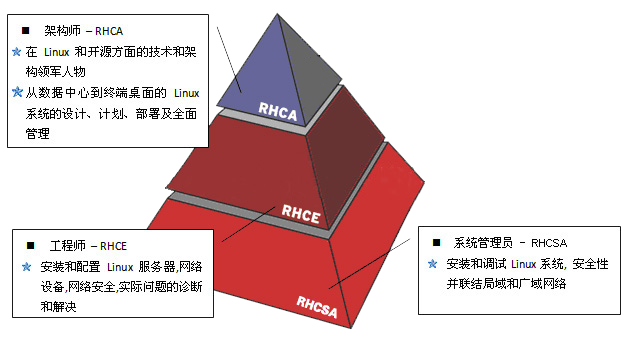 ■ 架构师 – RHCA
在 Linux 和开源方面的技术和架
构领军人物
从数据中心到终端桌面的 Linux
系统的设计、计划、部署及全面
管理
RHCA
RHCE
RHCSA
■ 工程师 – RHCE
安装和配置 Linux 服务器,网络
设备,网络安全,实际问题的诊断
和解决
■ 系统管理员 - RHCSA
安装和调试 Linux 系统, 安全性
并联结局域和广域网络